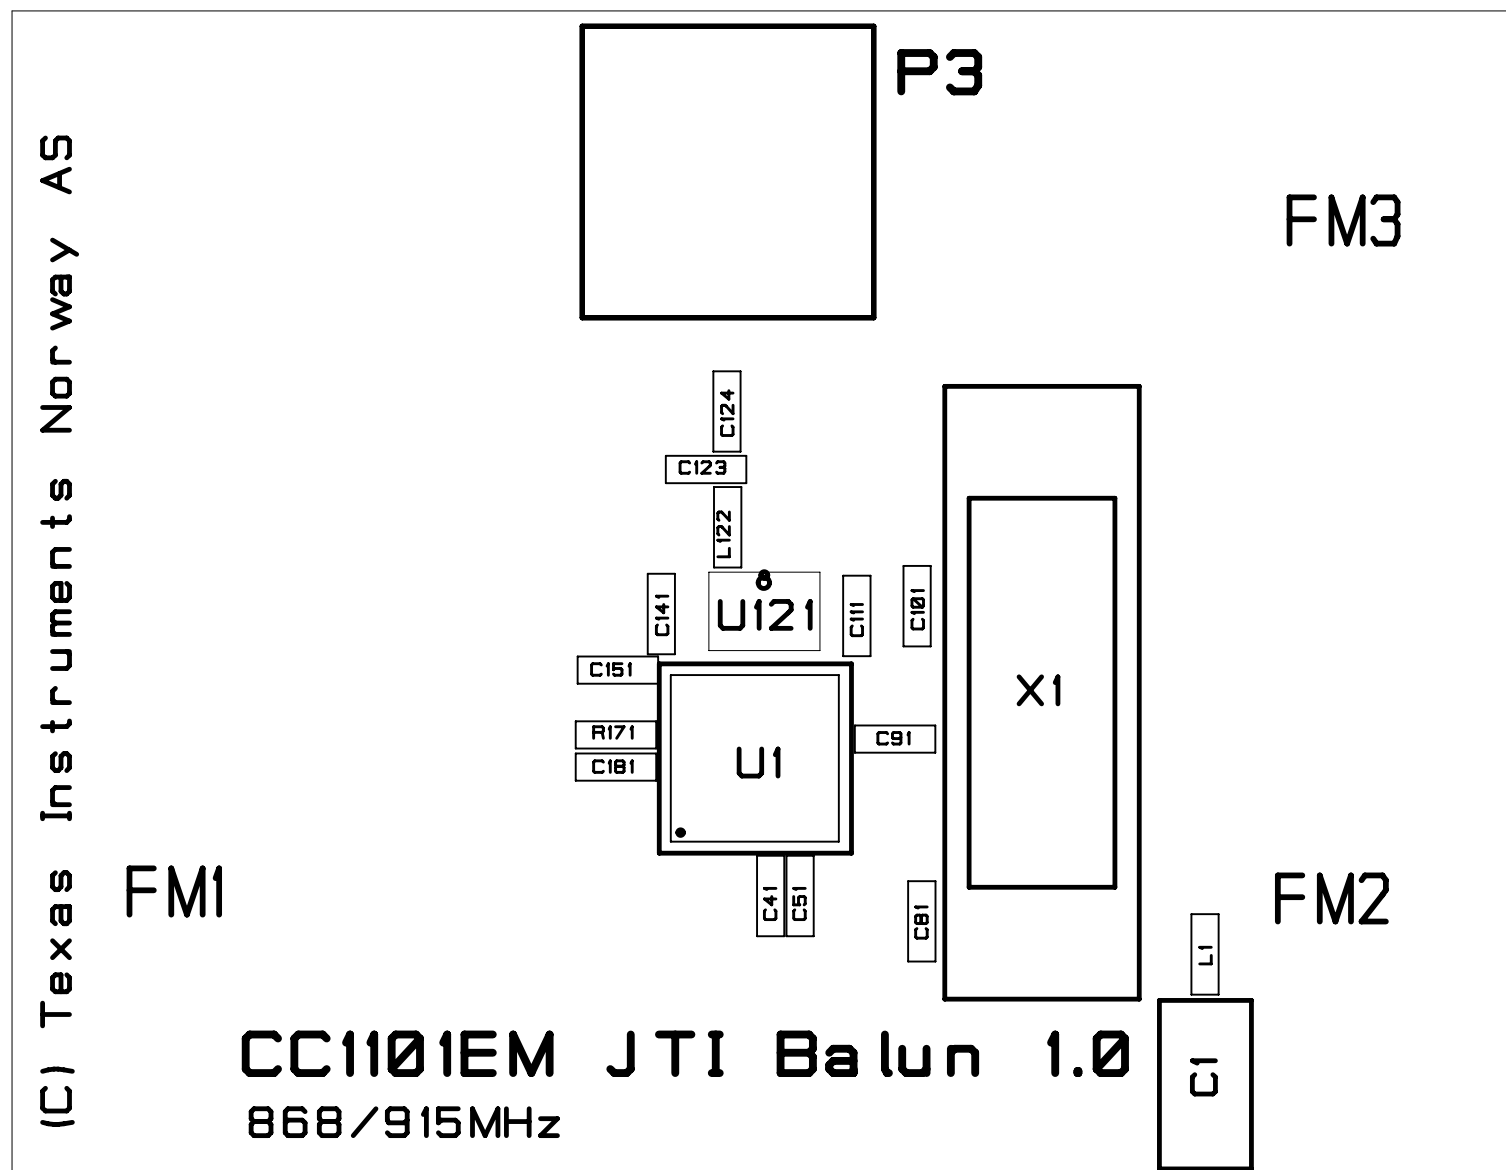 P3
(C) Texas Instruments Norway AS
FM3
C124
C123
L122
C141
U121
C111
C101
C151
X1
R171
C91
U1
C181
FM1
FM2
C41
C51
C81
L1
CC1101EM JTI Balun 1.0
C1
868/915MHz